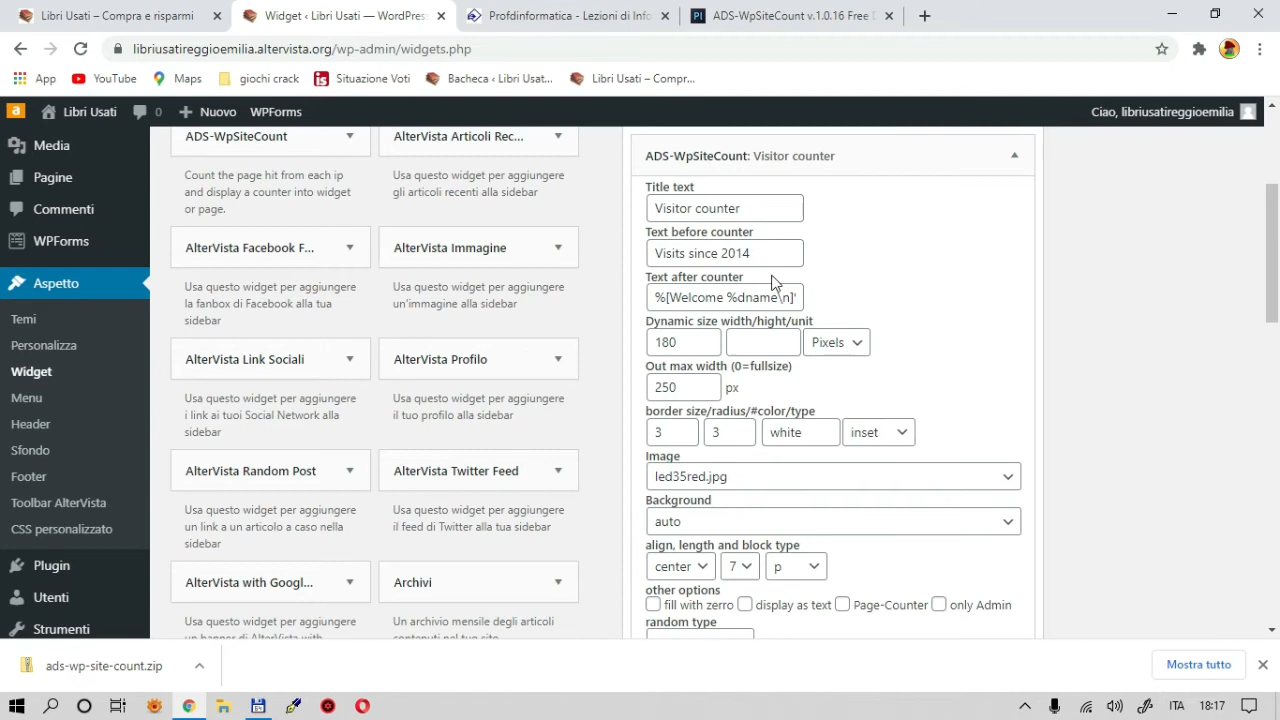 Libri Usati – Compra e risparmi
Widget ‹ Libri Usati — WordPres
Profdinformatica - Lezioni di Info
ADS-WpSiteCount v.1.0.16 Free D
libriusatireggioemilia.altervista.org/wp-admin/widgets.php
App
YouTube
Maps
giochi crack
Situazione Voti
Bacheca ‹ Libri Usat...
Libri Usati – Compr...
Libri Usati
0
Nuovo
WPForms
Ciao, libriusatireggioemilia
Media
Pagine
Commenti
WPForms
Aspetto
Temi
Personalizza
Widget
Menu
Header
Sfondo
Footer
Toolbar AlterVista
CSS personalizzato
Plugin
Utenti
Strumenti
ADS-WpSiteCount
Count the page hit from each ip
and display a counter into widget
or page.
AlterVista Facebook F...
Usa questo widget per aggiungere
la fanbox di Facebook alla tua
sidebar
AlterVista Link Sociali
Usa questo widget per aggiungere
i link ai tuoi Social Network alla
sidebar
AlterVista Random Post
Usa questo widget per aggiungere
un link a un articolo a caso nella
sidebar
AlterVista with Googl...
Usa questo widget per aggiungere
un banner di AlterVista with
AlterVista Articoli Rec...
Usa questo widget per aggiungere
gli articoli recenti alla sidebar
AlterVista Immagine
Usa questo widget per aggiungere
un'immagine alla sidebar
AlterVista Profilo
Usa questo widget per aggiungere
il tuo profilo alla sidebar
AlterVista Twitter Feed
Usa questo widget per aggiungere
il feed di Twitter alla tua sidebar
Archivi
Un archivio mensile degli articoli
contenuti nel tuo sito
ADS-WpSiteCount: Visitor counter
Title text
Visitor counter
Text before counter
Visits since 2014
Text after counter
%[Welcome %dname\n]'
Dynamic size width/hight/unit
180
Pixels
Out max width (0=fullsize)
250 px
border size/radius/#color/type
3 3 white inset
Image
led35red.jpg
Background
auto
align, length and block type
center 7 p
other options
fill with zerro display as text Page-Counter only Admin
random type
ads-wp-site-count.zip
Mostra tutto
ITA 18:17